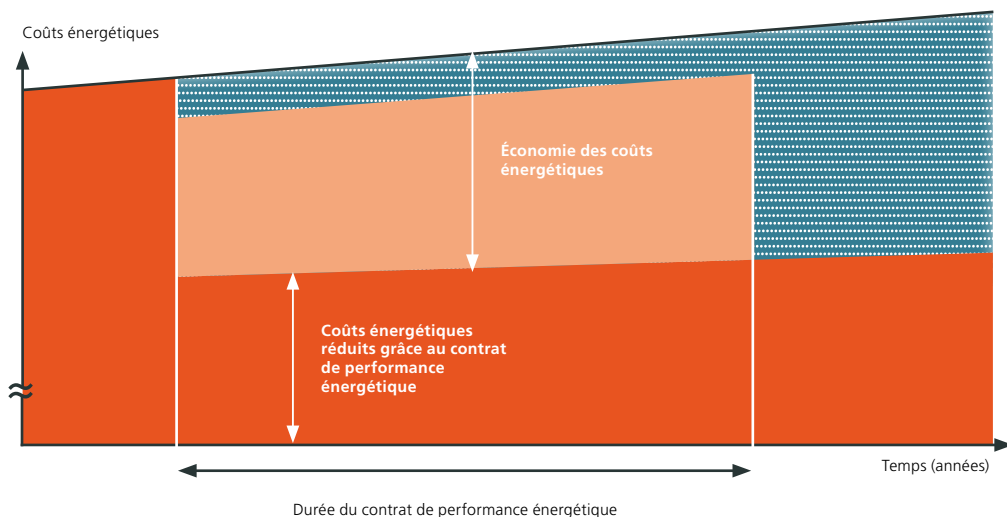 Coûts énergétiques
Économie des coûts
énergétiques
Coûts énergétiques
réduits grâce au contrat
de performance
énergétique
Temps (années)
Durée du contrat de performance énergétique